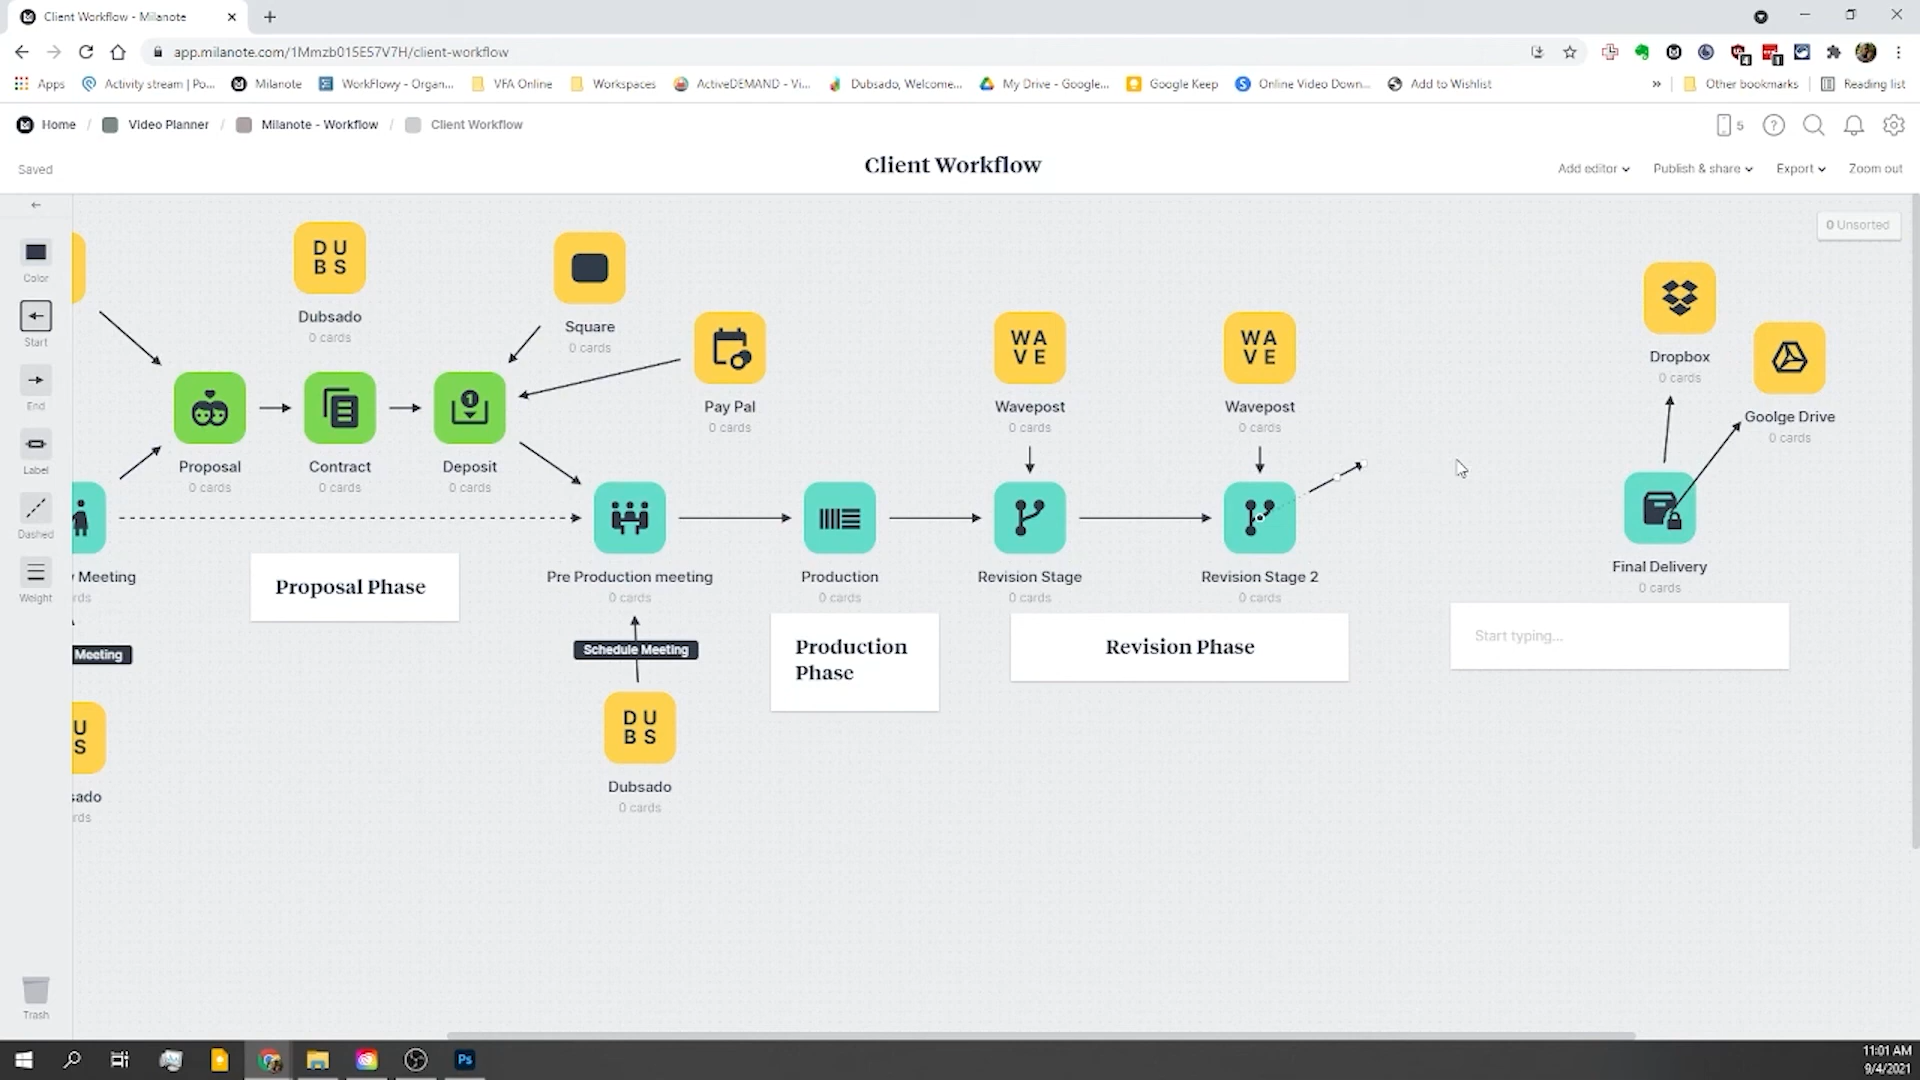 Client Workflow - Milanote
app.milanote.com/1Mmzb015E57V7H/client-workflow
Apps
Activity stream | Po...
Milanote
WorkFlowy - Organ...
VFA Online
Workspaces
ActiveDEMAND - Vi...
Dubsado, Welcome...
My Drive - Google...
Google Keep
Online Video Down...
Add to Wishlist
»
Other bookmarks
Reading list
Home / Video Planner / Milanote - Workflow / Client Workflow
5
Saved
Client Workflow
Add editor
Publish & share
Export
Zoom out
0 Unsorted
Color
Start
End
Label
Dashed
Weight
Trash
DU
BS
Dubsado
0 cards
Square
0 cards
Pay Pal
0 cards
WA
VE
Wavepost
0 cards
WA
VE
Wavepost
0 cards
Dropbox
0 cards
Goolge Drive
0 cards
Proposal
0 cards
Contract
0 cards
1
Deposit
0 cards
Meeting
rds
Pre Production meeting
0 cards
Production
0 cards
Revision Stage
0 cards
Revision Stage 2
0 cards
Final Delivery
0 cards
Proposal Phase
Production
Phase
Revision Phase
Start typing...
Meeting
Schedule Meeting
U
S
sado
rds
DU
BS
Dubsado
0 cards
Ps
11:01 AM
9/4/2021